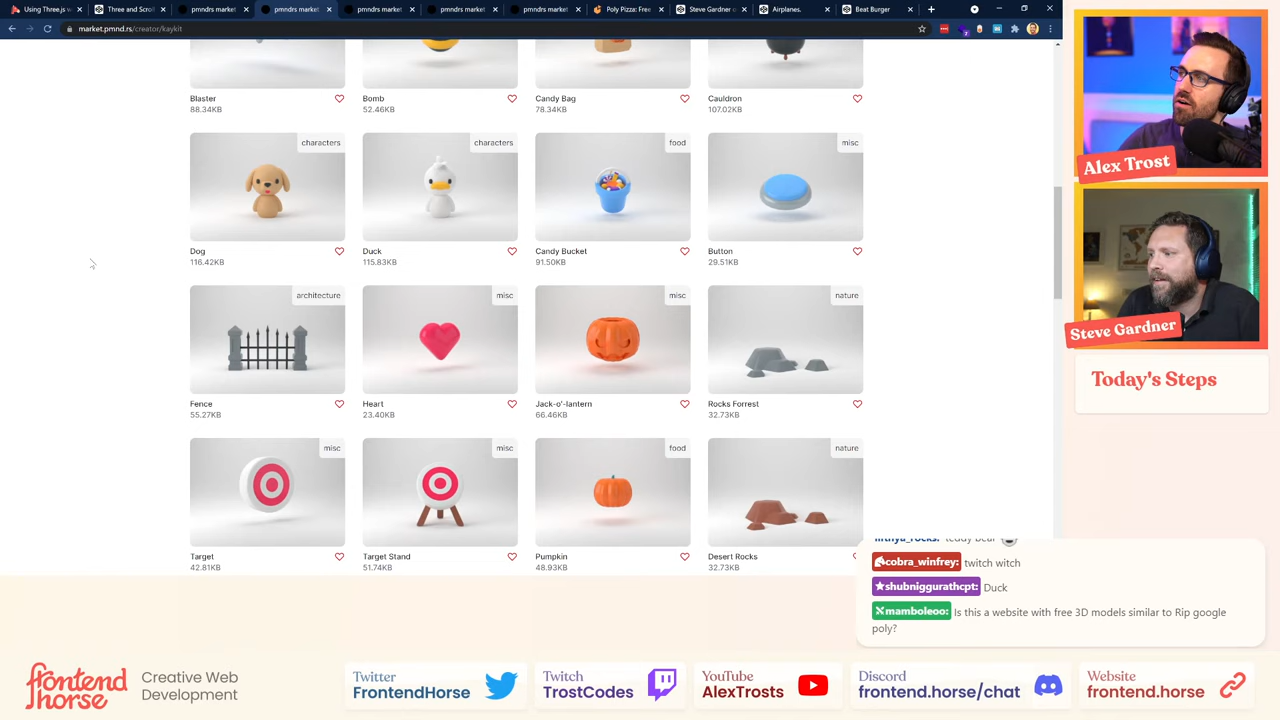 Using Three.js w
Three and Scroll
pmndrs market
pmndrs market
pmndrs market
pmndrs market
pmndrs market
Poly Pizza: Free
Steve Gardner o
Airplanes.
Beat Burger
market.pmnd.rs/creator/kaykit
Blaster
88.34KB
Bomb
52.46KB
Candy Bag
78.34KB
Cauldron
107.02KB
characters
characters
food
misc
Dog
116.42KB
Duck
115.83KB
Candy Bucket
91.50KB
Button
29.51KB
architecture
misc
misc
nature
Fence
55.27KB
Heart
23.40KB
Jack-o'-lantern
66.46KB
Rocks Forrest
32.73KB
misc
misc
food
nature
Target
42.81KB
Target Stand
51.74KB
Pumpkin
48.93KB
Desert Rocks
32.73KB
Alex Trost
Steve Gardner
Today's Steps
teddy bear
cobra_winfrey: twitch witch
shubniggurathcpt: Duck
mamboleoo: Is this a website with free 3D models similar to Rip google
poly?
frontend
horse
Creative Web
Development
Twitter
FrontendHorse
Twitch
TrostCodes
YouTube
AlexTrosts
Discord
frontend.horse/chat
Website
frontend.horse